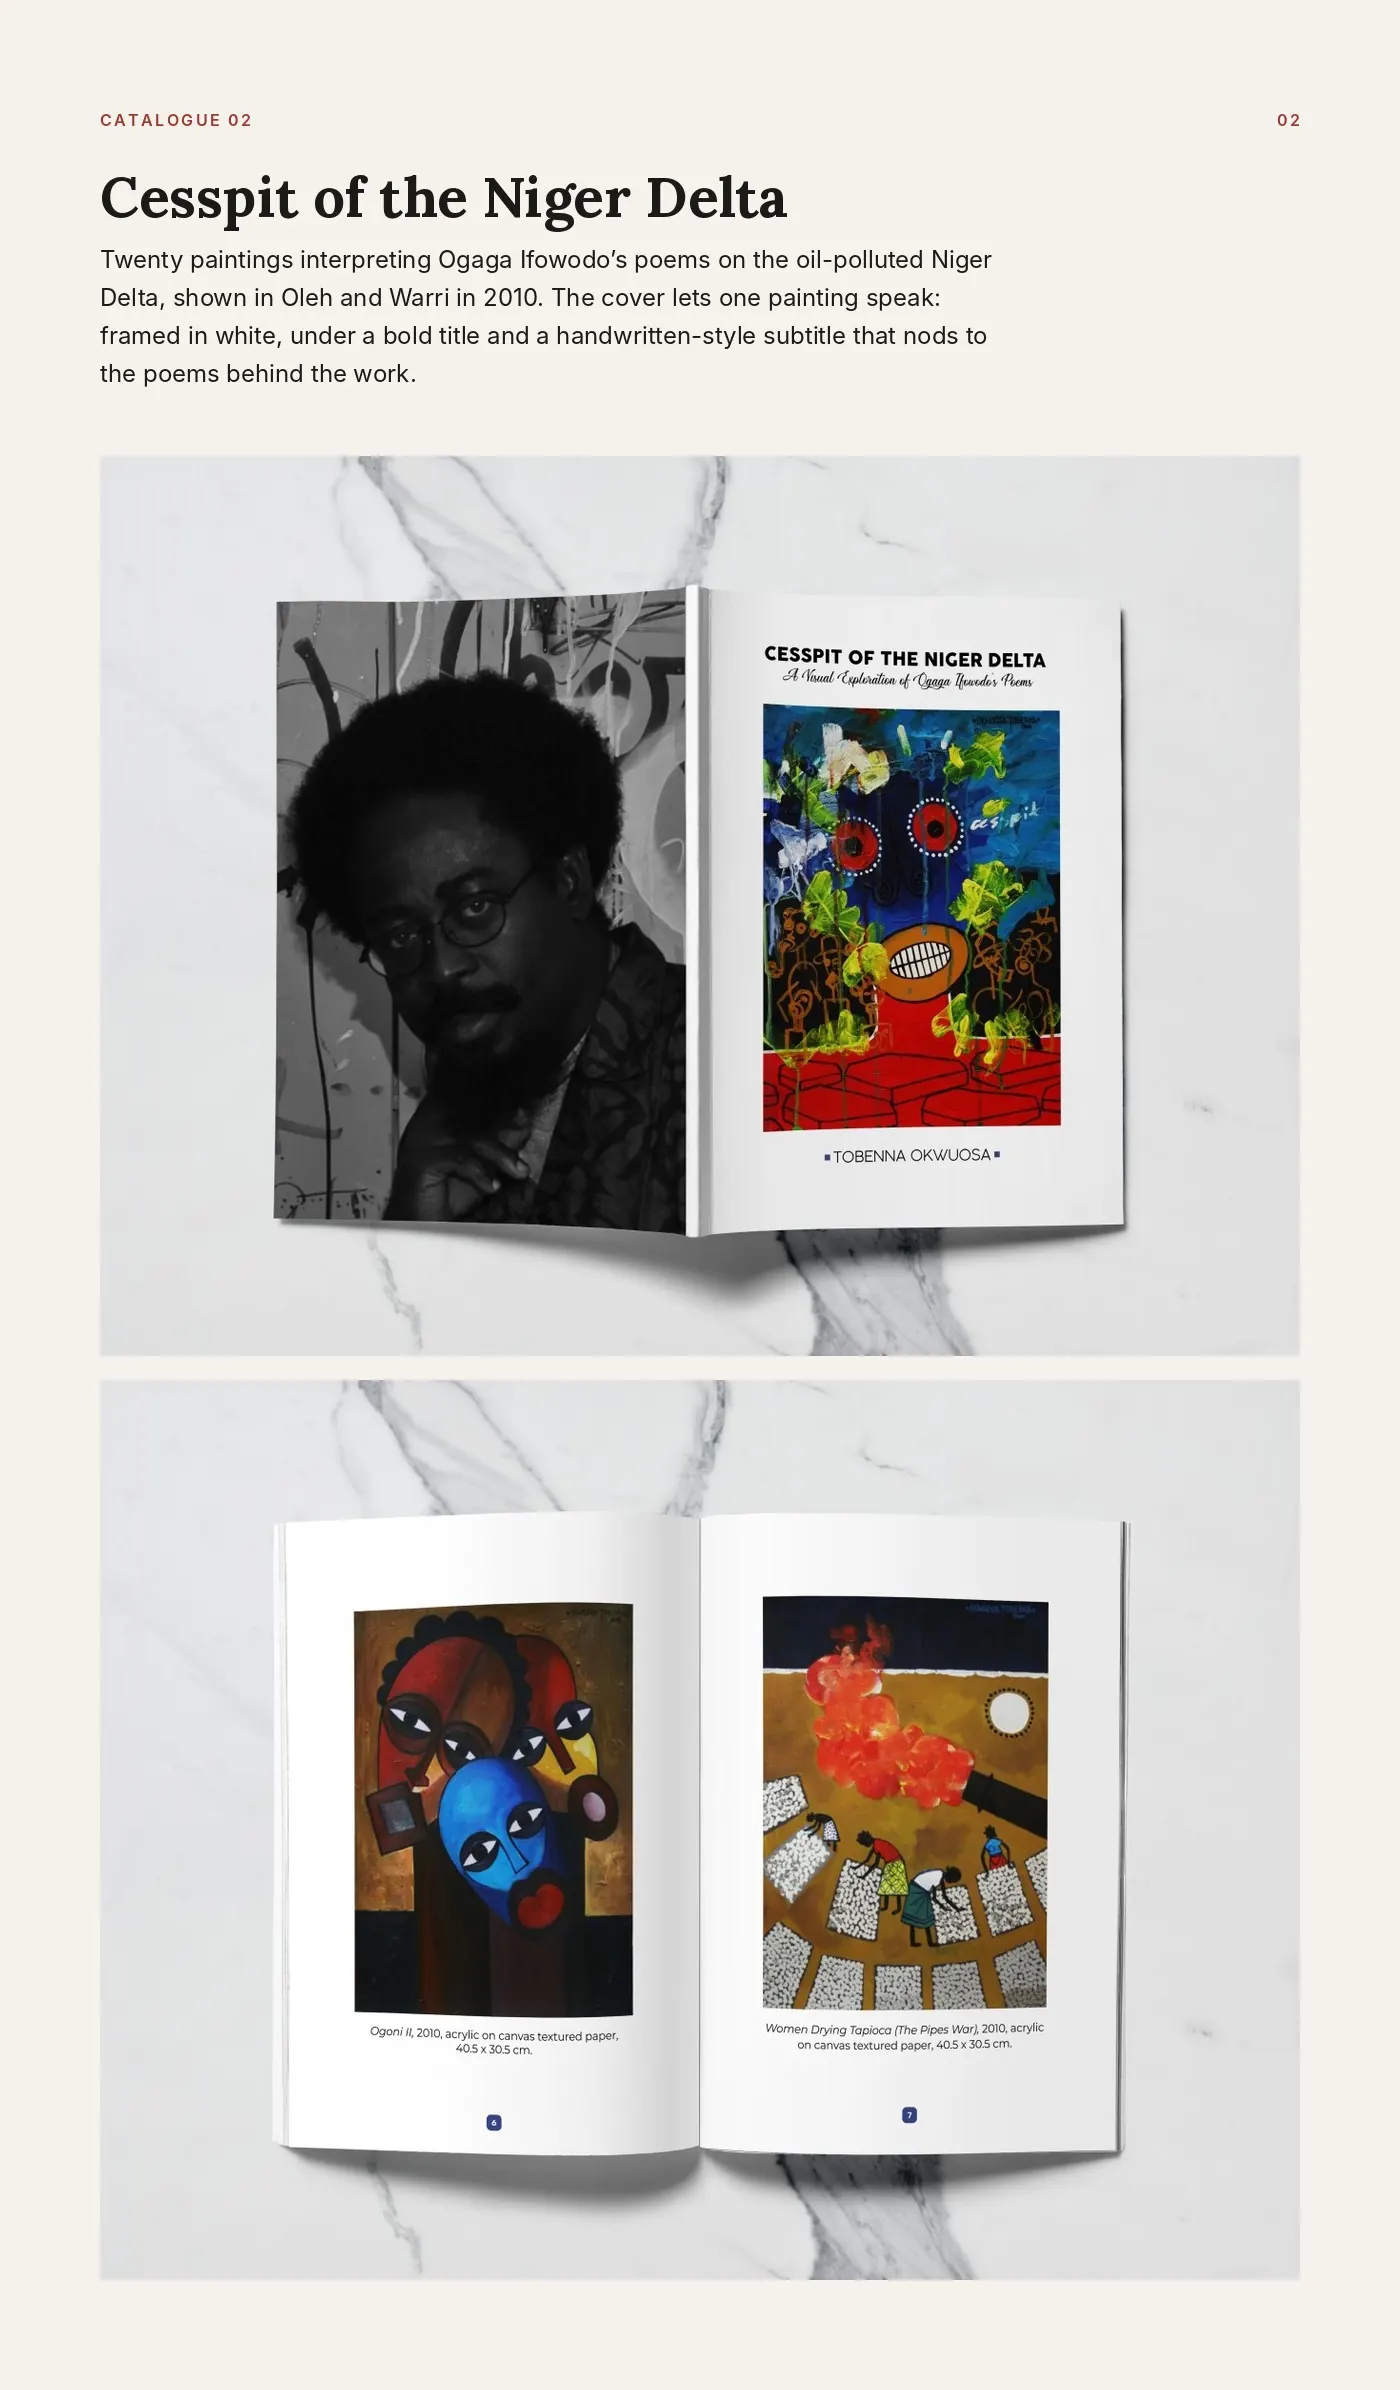 CATALOGUE 02
02
Cesspit of the Niger Delta
Twenty paintings interpreting Ogaga Ifowodo’s poems on the oil-polluted Niger
Delta, shown in Oleh and Warri in 2010. The cover lets one painting speak:
framed in white, under a bold title and a handwritten-style subtitle that nods to
the poems behind the work.
CESSPIT OF THE NIGER DELTA
A Visual Exploration of Ogaga Ifowodo's Poems
cesspit
TOBENNA OKWUOSA
Ogoni II, 2010, acrylic on canvas textured paper,
40.5 x 30.5 cm.
6
Women Drying Tapioca (The Pipes War), 2010, acrylic
on canvas textured paper, 40.5 x 30.5 cm.
7